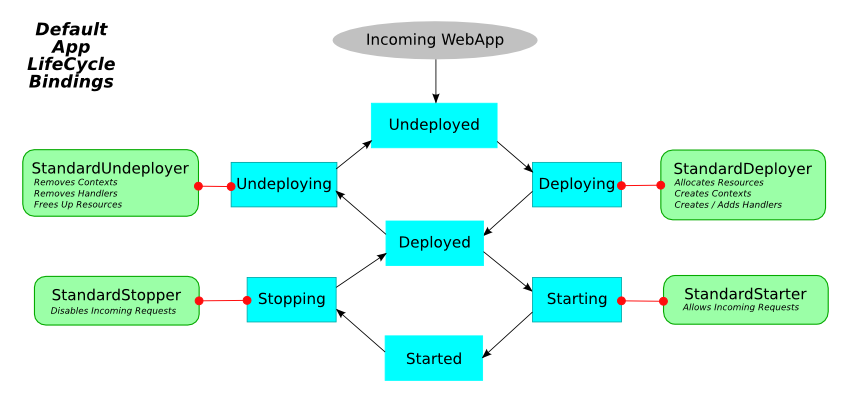 Default
App
LifeCycle
Bindings
Incoming WebApp
Undeployed
StandardUndeployer
Removes Contexts
Removes Handlers
Frees Up Resources
Undeploying
Deploying
StandardDeployer
Allocates Resources
Creates Contexts
Creates / Adds Handlers
Deployed
StandardStopper
Disables Incoming Requests
Stopping
Starting
StandardStarter
Allows Incoming Requests
Started